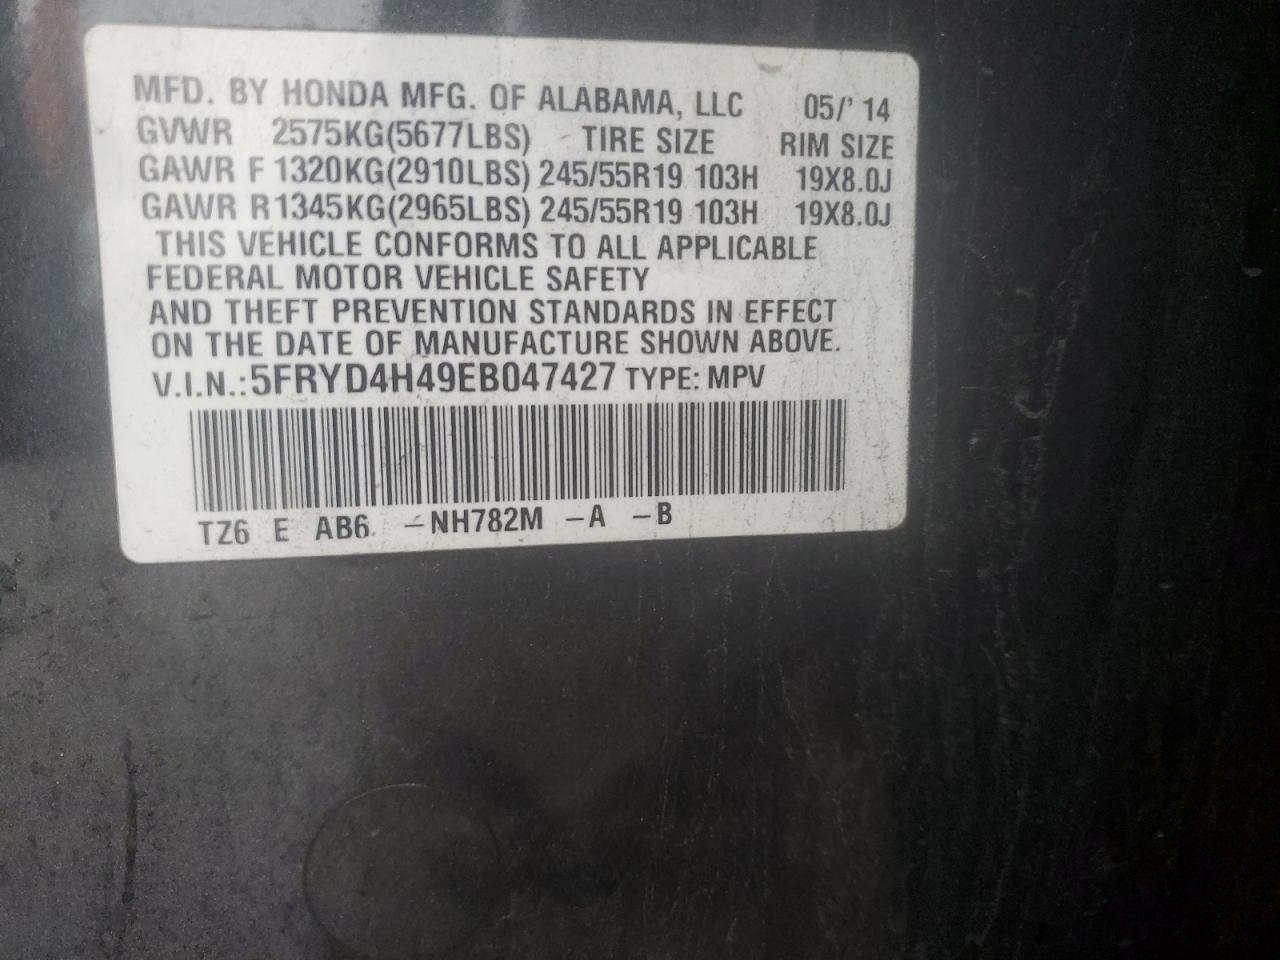 MFD. BY HONDA MFG. OF ALABAMA, LLC 05/' 14
GVWR 2575KG(5677LBS) TIRE SIZE RIM SIZE
GAWR F 1320KG(2910LBS) 245/55R19 103H 19X8.0J
GAWR R 1345KG(2965LBS) 245/55R19 103H 19X8.0J
THIS VEHICLE CONFORMS TO ALL APPLICABLE
FEDERAL MOTOR VEHICLE SAFETY
AND THEFT PREVENTION STANDARDS IN EFFECT
ON THE DATE OF MANUFACTURE SHOWN ABOVE.
V.I.N.:5FRYD4H49EB047427 TYPE: MPV
TZ6 E AB6 -NH782M -A -B